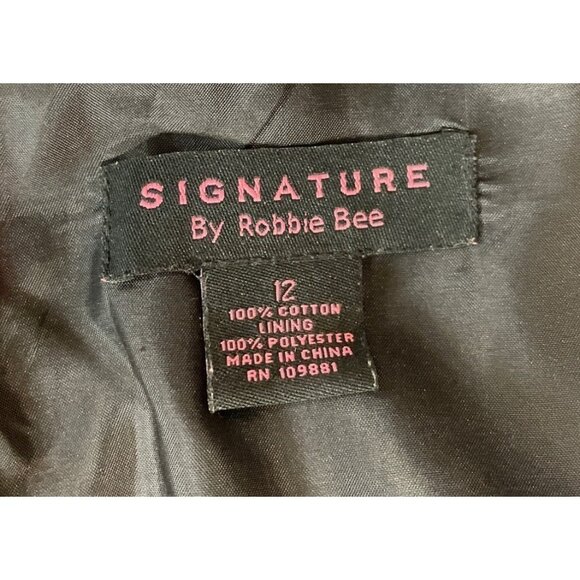 SIGNATURE
By Robbie Bee
12
100% COTTON
LINING
100% POLYESTER
MADE IN CHINA
RN 109881